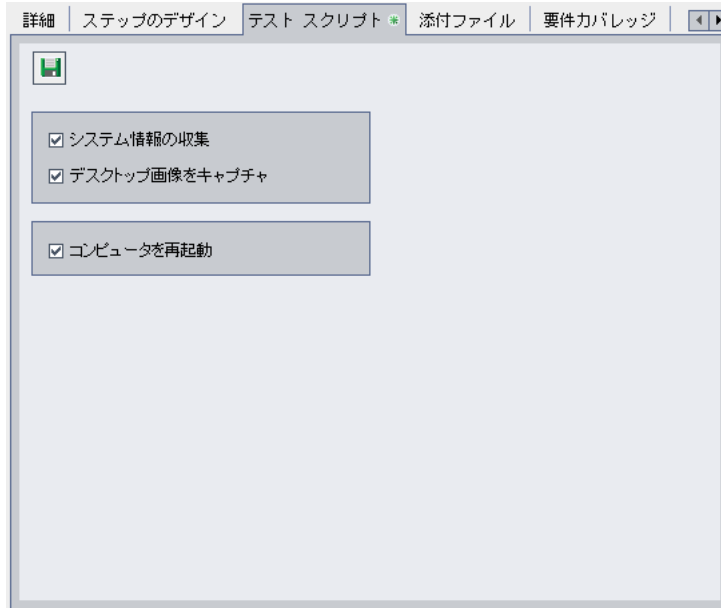 詳細 ステップのデザイン テスト スクリプト 添付ファイル 要件カバレッジ
システム情報の収集
デスクトップ画像をキャプチャ
コンピュータを再起動